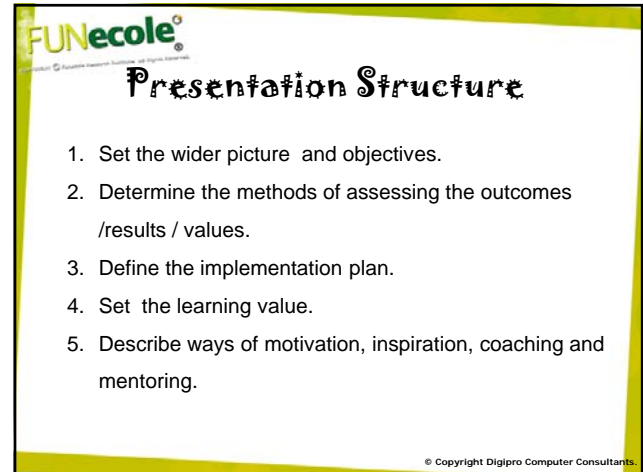 FUNecole®
®
Presentation Structure
1. Set the wider picture and objectives.
2. Determine the methods of assessing the outcomes
/results / values.
3. Define the implementation plan.
4. Set the learning value.
5. Describe ways of motivation, inspiration, coaching and
mentoring.
© Copyright Digipro Computer Consultants.